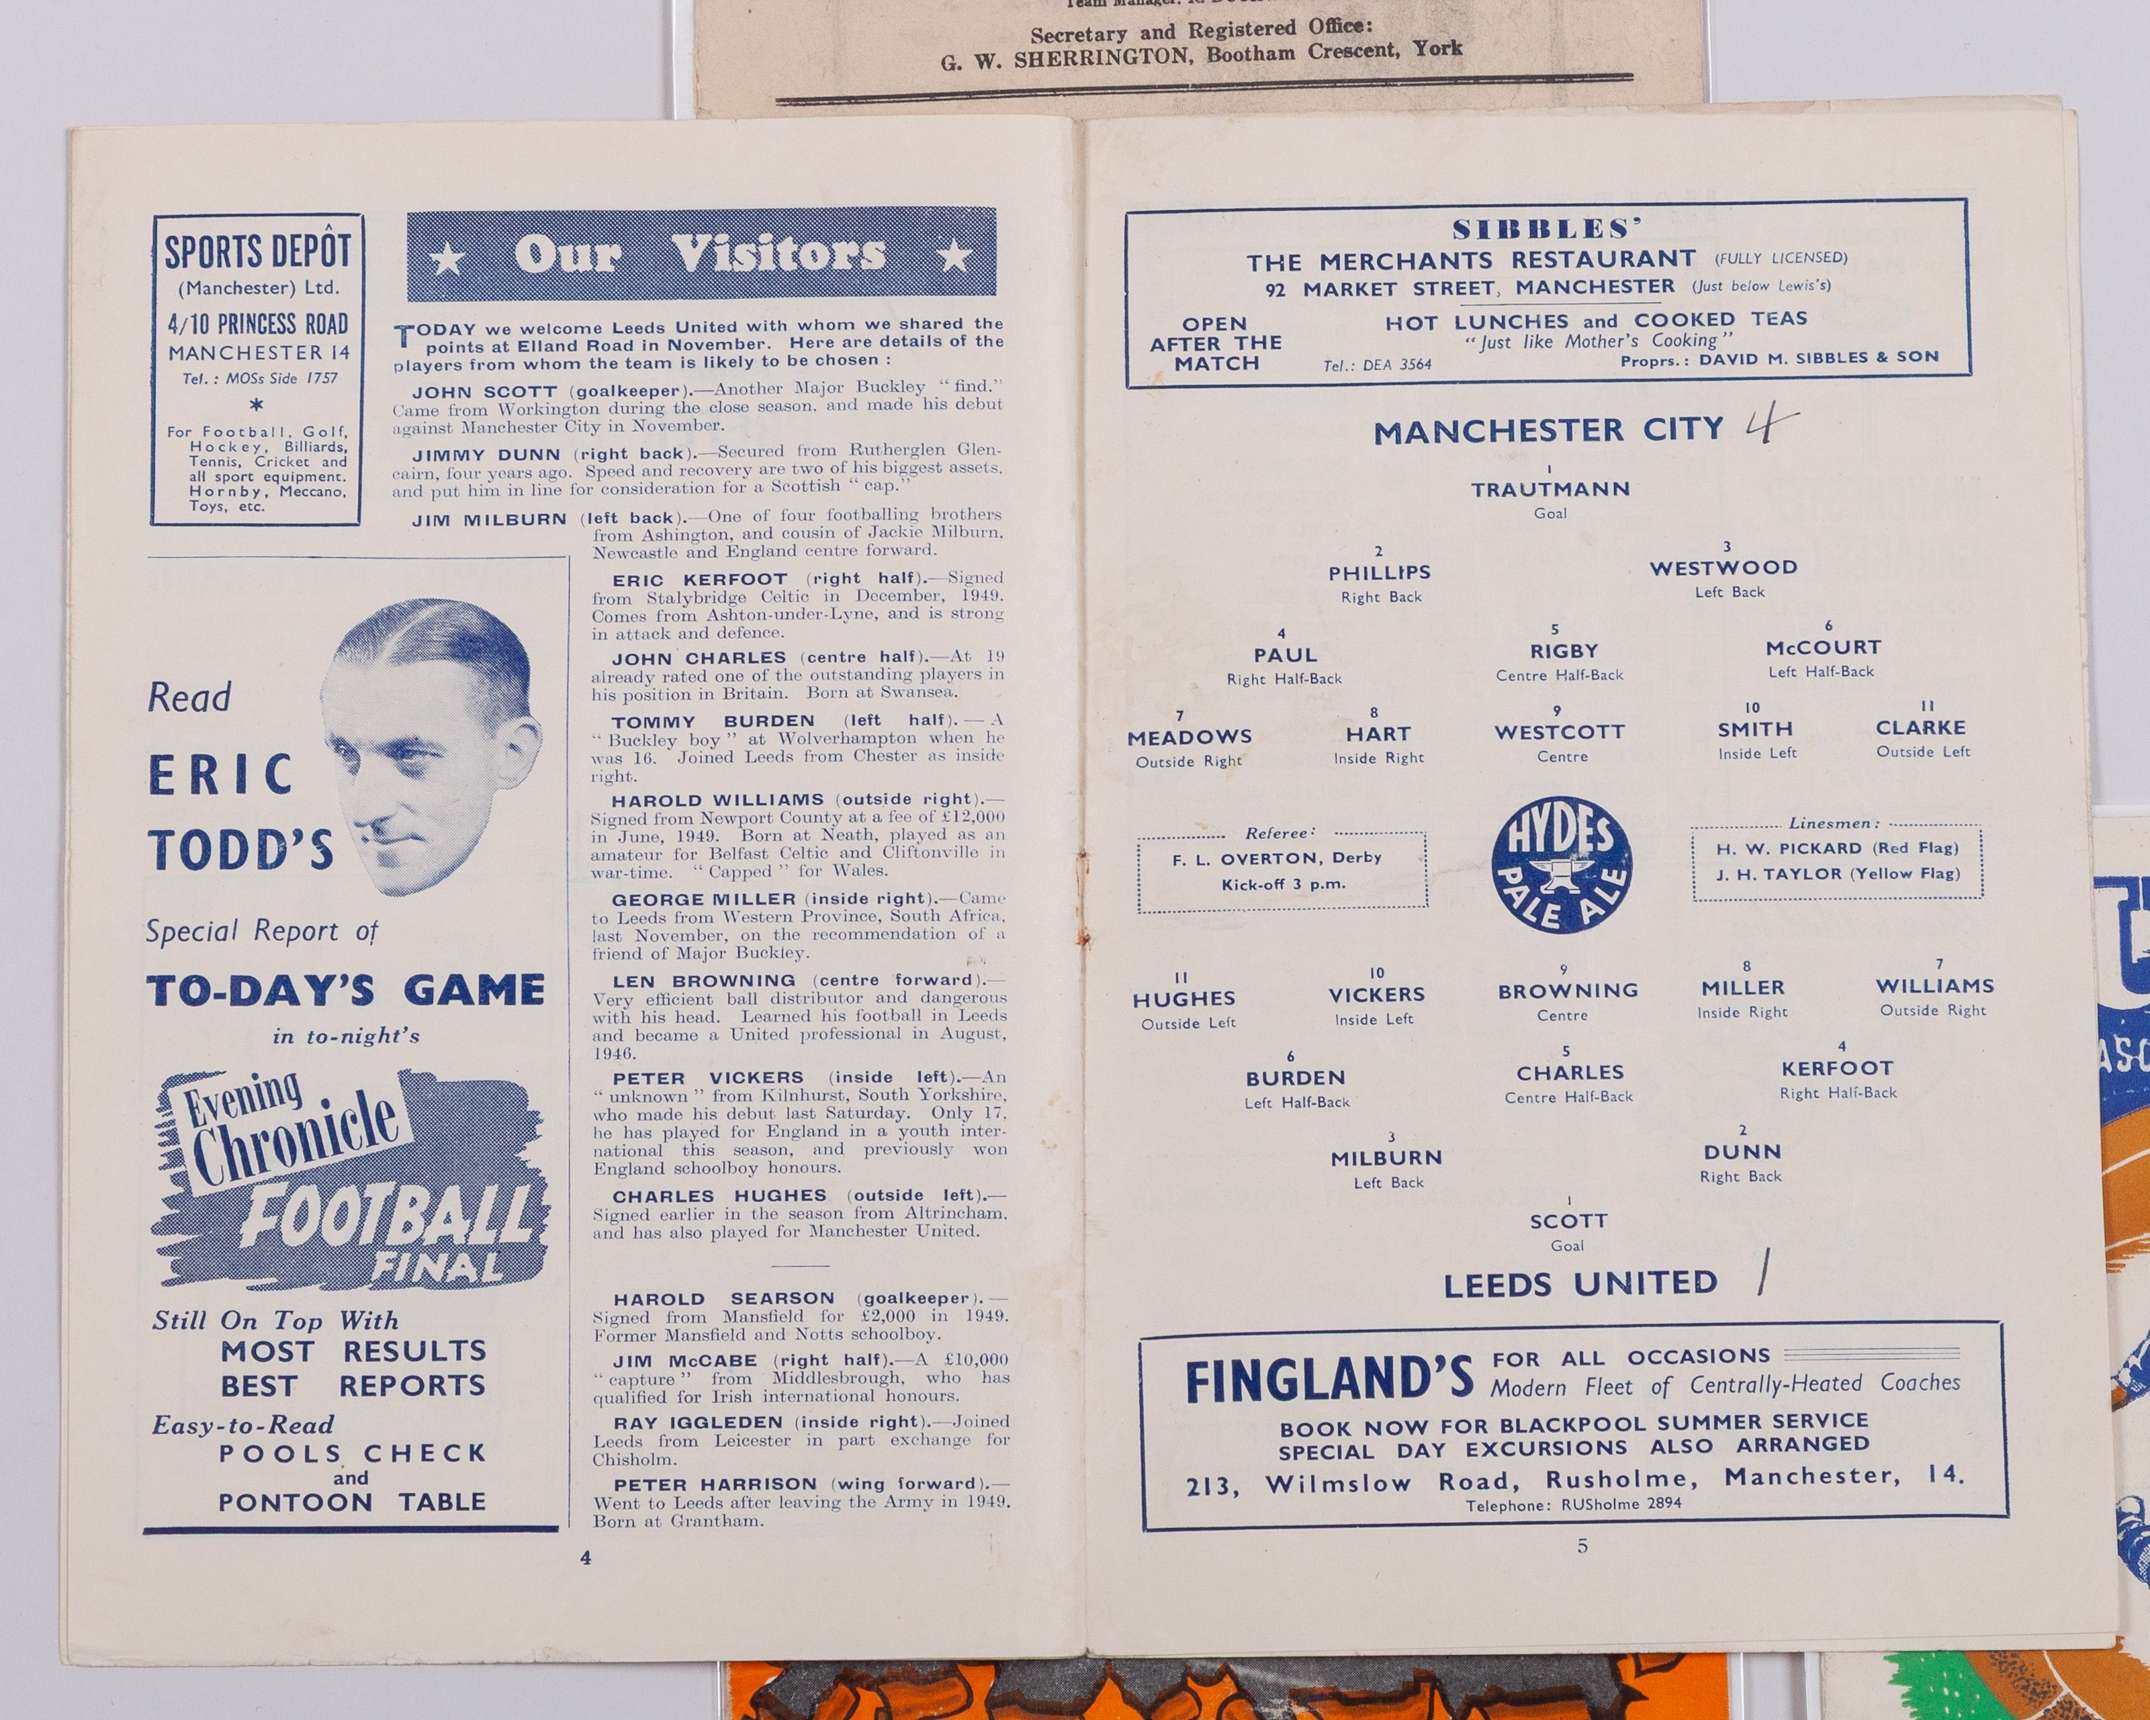 Secretary and Registered Office:
G. W. SHERRINGTON, Bootham Crescent, York
SPORTS DEPÔT
(Manchester) Ltd.
4/10 PRINCESS ROAD
MANCHESTER 14
Tel. : MOSs Side 1757
*
For Football, Golf,
Hockey, Billiards,
Tennis, Cricket and
all sport equipment.
Hornby, Meccano,
Toys, etc.
★ Our Visitors ★
TODAY we welcome Leeds United with whom we shared the
points at Elland Road in November. Here are details of the
players from whom the team is likely to be chosen :
JOHN SCOTT (goalkeeper).—Another Major Buckley “ find.”
Came from Workington during the close season, and made his debut
against Manchester City in November.
JIMMY DUNN (right back).—Secured from Rutherglen Glen-
cairn, four years ago. Speed and recovery are two of his biggest assets,
and put him in line for consideration for a Scottish “ cap.”
JIM MILBURN (left back).—One of four footballing brothers
from Ashington, and cousin of Jackie Milburn,
Newcastle and England centre forward.
ERIC KERFOOT (right half).—Signed
from Stalybridge Celtic in December, 1949.
Comes from Ashton-under-Lyne, and is strong
in attack and defence.
JOHN CHARLES (centre half).—At 19
already rated one of the outstanding players in
his position in Britain. Born at Swansea.
TOMMY BURDEN (left half).—A
“ Buckley boy ” at Wolverhampton when he
was 16. Joined Leeds from Chester as inside
right.
HAROLD WILLIAMS (outside right).—
Signed from Newport County at a fee of £12,000
in June, 1949. Born at Neath, played as an
amateur for Belfast Celtic and Cliftonville in
war-time. “ Capped ” for Wales.
GEORGE MILLER (inside right).—Came
to Leeds from Western Province, South Africa,
last November, on the recommendation of a
friend of Major Buckley.
LEN BROWNING (centre forward).—
Very efficient ball distributor and dangerous
with his head. Learned his football in Leeds
and became a United professional in August,
1946.
PETER VICKERS (inside left).—An
“ unknown ” from Kilnhurst, South Yorkshire,
who made his debut last Saturday. Only 17,
he has played for England in a youth inter-
national this season, and previously won
England schoolboy honours.
CHARLES HUGHES (outside left).—
Signed earlier in the season from Altrincham,
and has also played for Manchester United.
HAROLD SEARSON (goalkeeper).—
Signed from Mansfield for £2,000 in 1949.
Former Mansfield and Notts schoolboy.
JIM McCABE (right half).—A £10,000
“ capture ” from Middlesbrough, who has
qualified for Irish international honours.
RAY IGGLEDEN (inside right).—Joined
Leeds from Leicester in part exchange for
Chisholm.
PETER HARRISON (wing forward).—
Went to Leeds after leaving the Army in 1949.
Born at Grantham.
Read
ERIC
TODD'S
Special Report of
TO-DAY'S GAME
in to-night's
Evening
Chronicle
FOOTBALL
FINAL
Still On Top With
MOST RESULTS
BEST REPORTS
Easy-to-Read
POOLS CHECK
and
PONTOON TABLE
4
SIBBLES'
THE MERCHANTS RESTAURANT (FULLY LICENSED)
92 MARKET STREET, MANCHESTER (Just below Lewis's)
OPEN
AFTER THE
MATCH
HOT LUNCHES and COOKED TEAS
“Just like Mother's Cooking”
Tel.: DEA 3564 Proprs.: DAVID M. SIBBLES & SON
MANCHESTER CITY 4
1
TRAUTMANN
Goal
2 3
PHILLIPS WESTWOOD
Right Back Left Back
4 5 6
PAUL RIGBY McCOURT
Right Half-Back Centre Half-Back Left Half-Back
7 8 9 10 11
MEADOWS HART WESTCOTT SMITH CLARKE
Outside Right Inside Right Centre Inside Left Outside Left
Referee:
F. L. OVERTON, Derby
Kick-off 3 p.m.
HYDES
PALE ALE
Linesmen:
H. W. PICKARD (Red Flag)
J. H. TAYLOR (Yellow Flag)
11 10 9 8 7
HUGHES VICKERS BROWNING MILLER WILLIAMS
Outside Left Inside Left Centre Inside Right Outside Right
6 5 4
BURDEN CHARLES KERFOOT
Left Half-Back Centre Half-Back Right Half-Back
3 2
MILBURN DUNN
Left Back Right Back
1
SCOTT
Goal
LEEDS UNITED 1
FINGLAND'S FOR ALL OCCASIONS
Modern Fleet of Centrally-Heated Coaches
BOOK NOW FOR BLACKPOOL SUMMER SERVICE
SPECIAL DAY EXCURSIONS ALSO ARRANGED
213, Wilmslow Road, Rusholme, Manchester, 14.
Telephone: RUSholme 2894
5